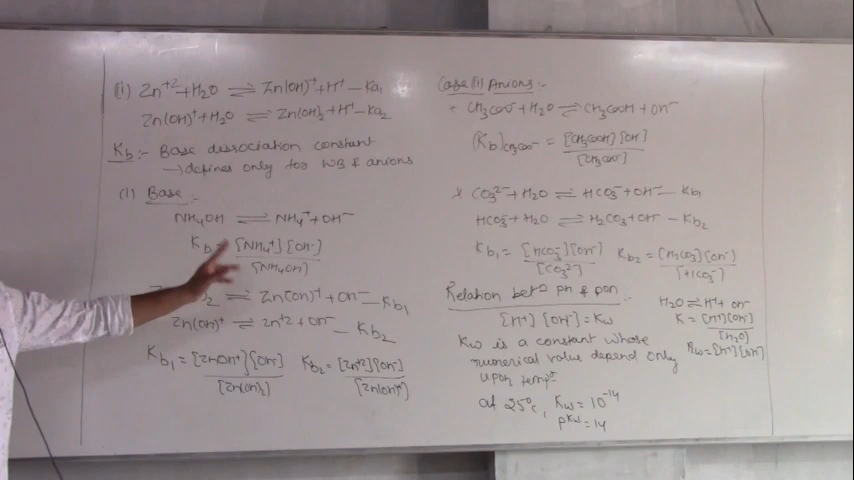 (i) Zn+2 + H2O ⇌ Zn(OH)+ + H+ – Ka1
Zn(OH)+ + H2O ⇌ Zn(OH)2 + H+ – Ka2
Kb :- Base dissociation constant
→ defines only for WB & anions
(1) Base :-
NH4OH ⇌ NH4+ + OH-
Kb = [NH4+][OH-] / [NH4OH]
2 ⇌ Zn(OH)+ + OH- – Kb1
Zn(OH)+ ⇌ Zn+2 + OH- – Kb2
Kb1 = [ZnOH+][OH-] / [Zn(OH)2] Kb2 = [Zn+2][OH-] / [Zn(OH)+]
Case (ii) Anions :-
CH3COO- + H2O ⇌ CH3COOH + OH-
(Kb)CH3COO- = [CH3COOH][OH-] / [CH3COO-]
* CO3 2- + H2O ⇌ HCO3- + OH- – Kb1
HCO3- + H2O ⇌ H2CO3 + OH- – Kb2
Kb1 = [HCO3-][OH-] / [CO3 2-] Kb2 = [H2CO3][OH-] / [HCO3-]
Relation betn pH & pOH :-
[H+] [OH-] = Kw
Kw is a constant whose
numerical value depend only
upon temp
at 25°C, Kw = 10-14
pKw = 14
H2O ⇌ H+ + OH-
K = [H+][OH-] / [H2O]
Kw = [H+][OH-]